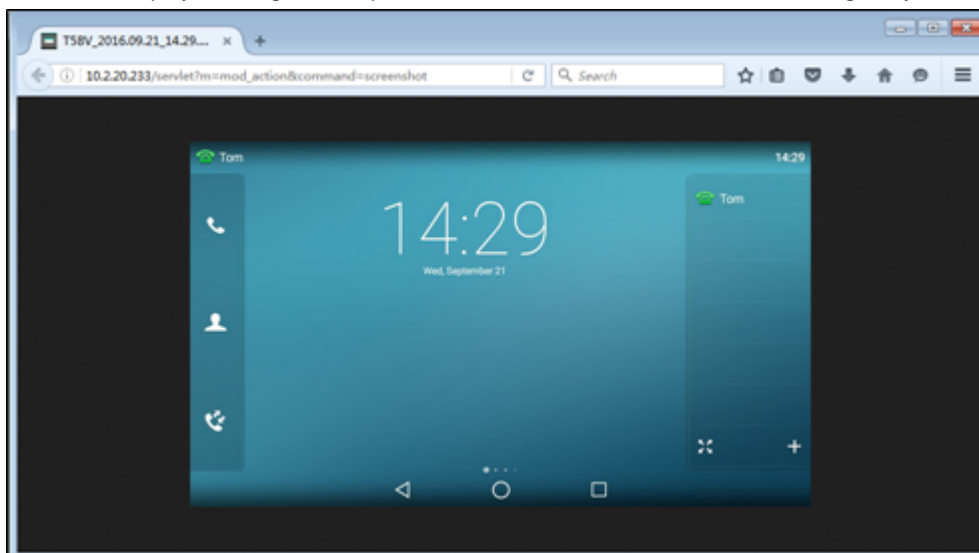 T58V_2016.09.21_14.29....
10.2.20.233/servlet?m=mod_action&command=screenshot
Search
Tom
14:29
Tom
14:29
Wed, September 21